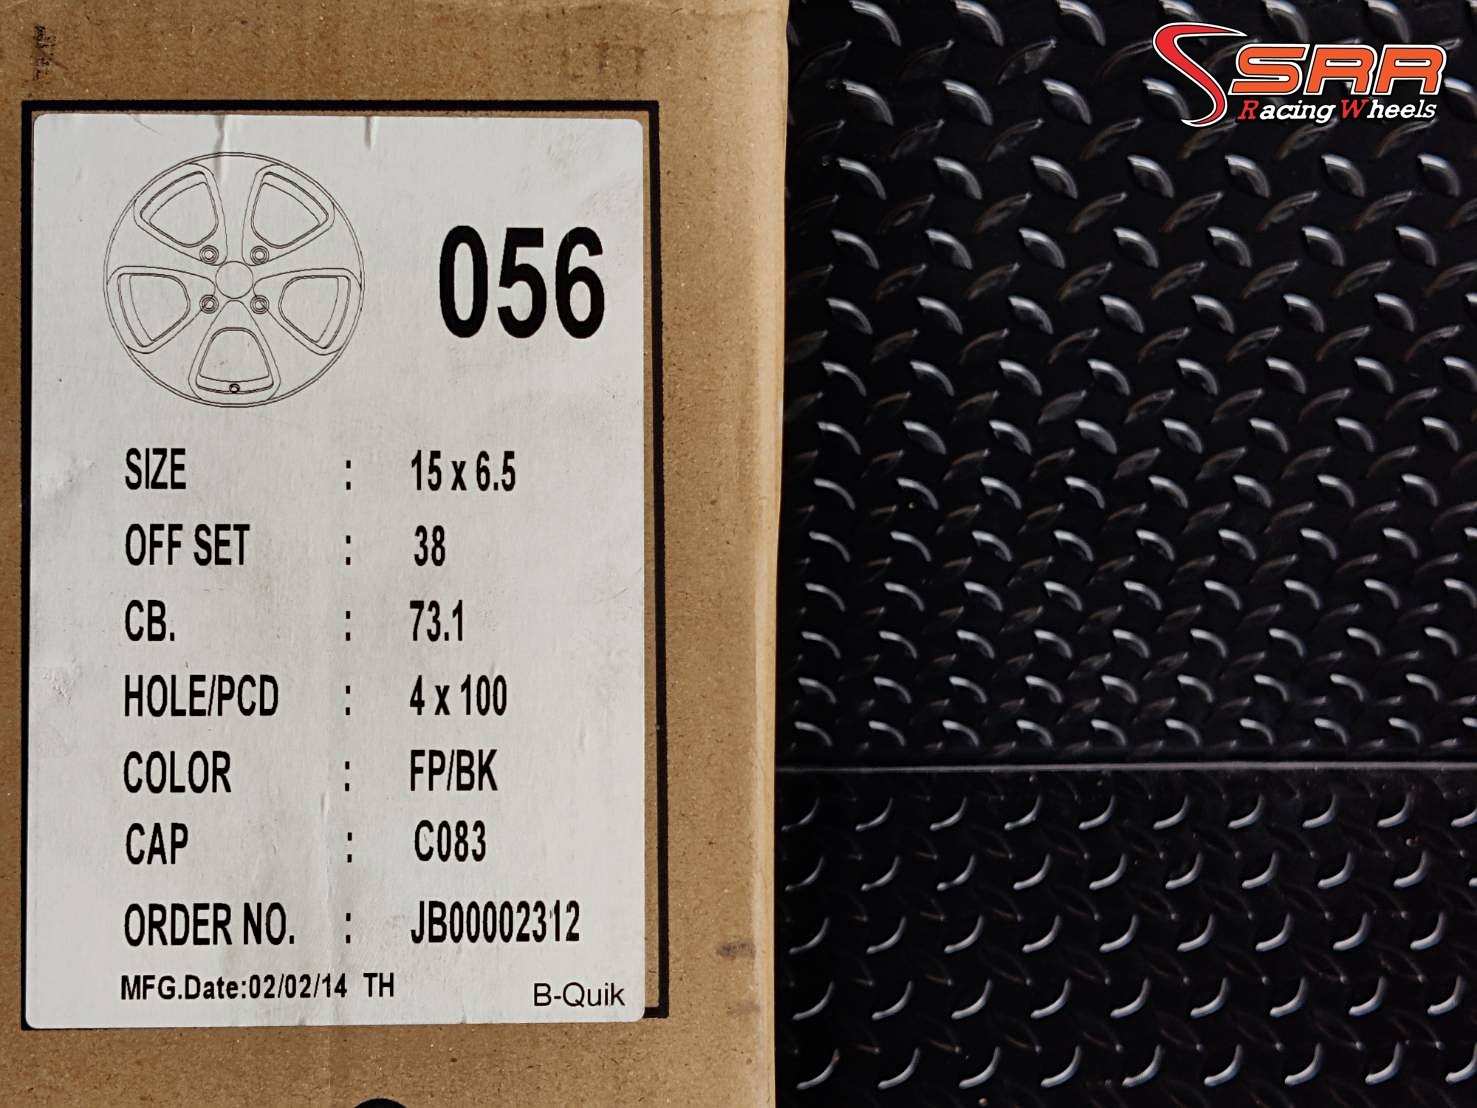 SSRR
Racing Wheels
056
SIZE : 15 x 6.5
OFF SET : 38
CB. : 73.1
HOLE/PCD : 4 x 100
COLOR : FP/BK
CAP : C083
ORDER NO. : JB00002312
MFG.Date:02/02/14 TH
B-Quik